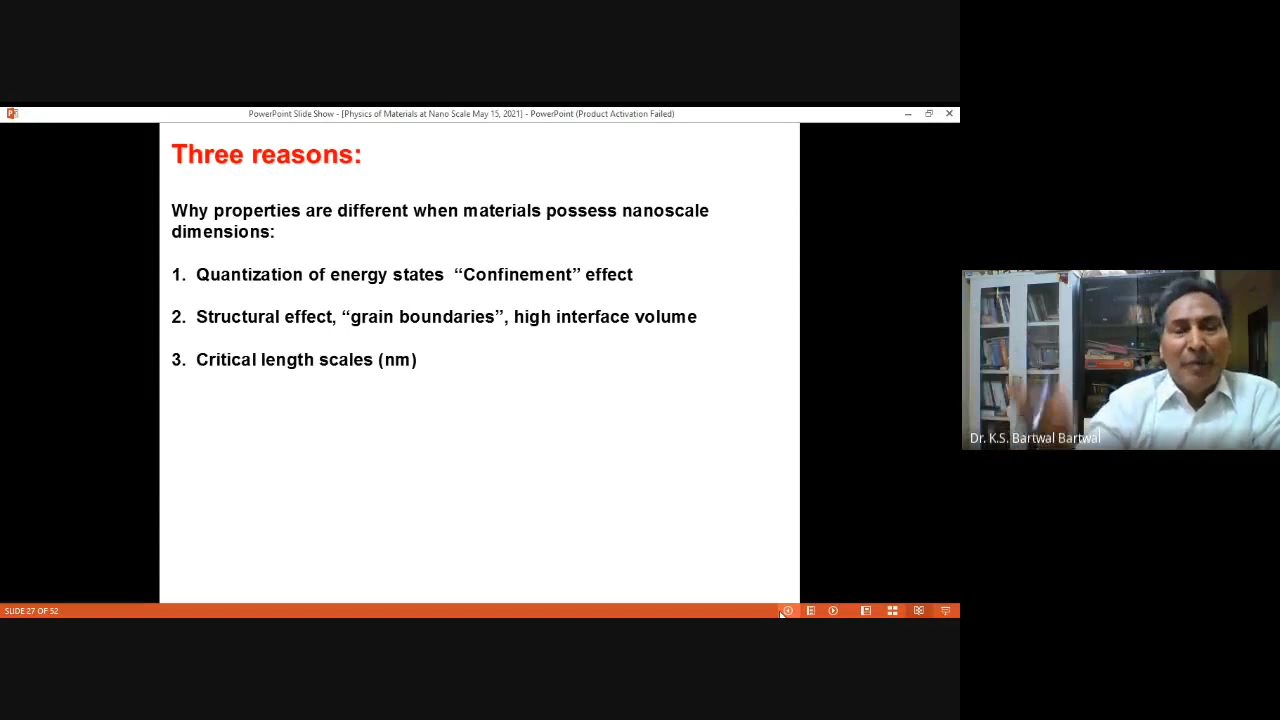 PowerPoint Slide Show - [Physics of Materials at Nano Scale May 15, 2021] - PowerPoint (Product Activation Failed)
Three reasons:
Why properties are different when materials possess nanoscale
dimensions:
1. Quantization of energy states “Confinement” effect
2. Structural effect, “grain boundaries”, high interface volume
3. Critical length scales (nm)
Dr. K.S. Bartwal Bartwal
SLIDE 27 OF 52